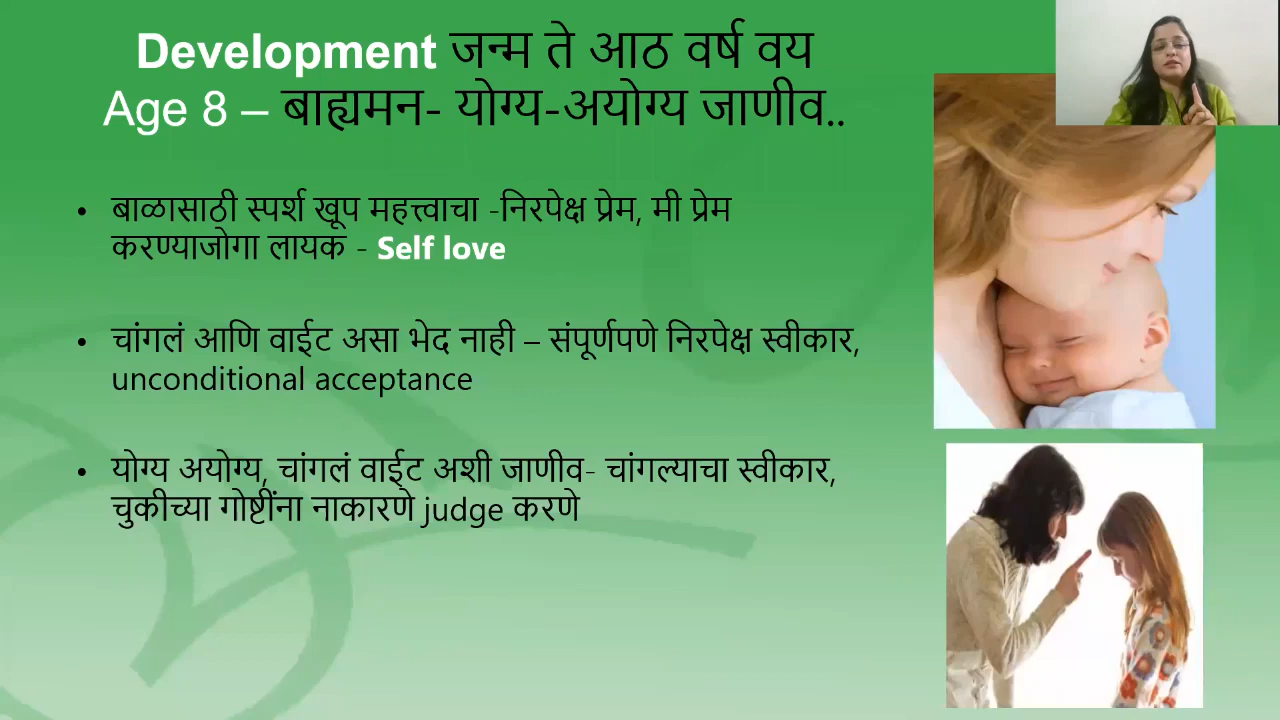 Development जन्म ते आठ वर्ष वय
Age 8 – बाह्यमन- योग्य-अयोग्य जाणीव..
• बाळासाठी स्पर्श खूप महत्त्वाचा -निरपेक्ष प्रेम, मी प्रेम
करण्याजोगा लायक - Self love
• चांगलं आणि वाईट असा भेद नाही – संपूर्णपणे निरपेक्ष स्वीकार,
unconditional acceptance
• योग्य अयोग्य, चांगलं वाईट अशी जाणीव- चांगल्याचा स्वीकार,
चुकीच्या गोष्टींना नाकारणे judge करणे